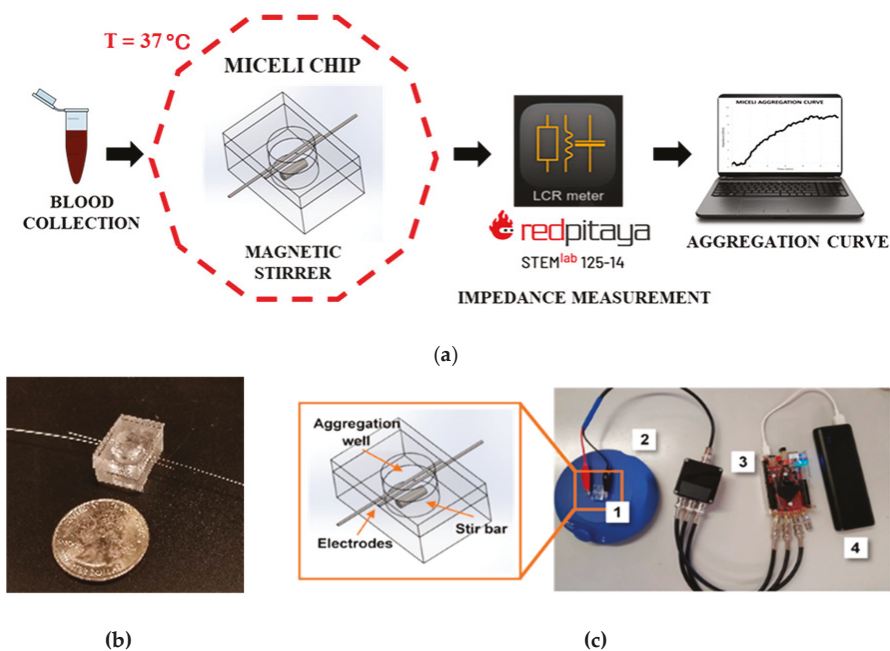 T = 37 °C
MICELI CHIP
BLOOD
COLLECTION
MAGNETIC
STIRRER
LCR meter
redpitaya
STEMlab 125-14
IMPEDANCE MEASUREMENT
MICELI AGGREGATION CURVE
AGGREGATION CURVE
(a)
Aggregation
well
Stir bar
Electrodes
1
2
3
4
(b)
(c)